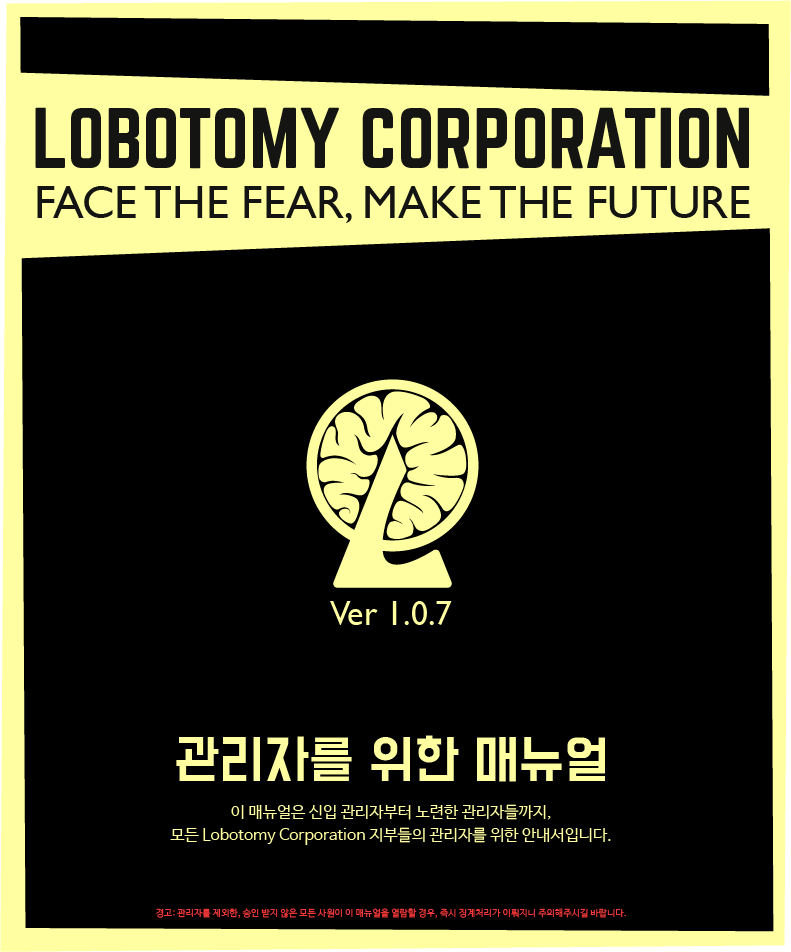 LOBOTOMY CORPORATION
FACE THE FEAR, MAKE THE FUTURE
Ver 1.0.7
관리자를 위한 매뉴얼
이 매뉴얼은 신입 관리자부터 노련한 관리자들까지,
모든 Lobotomy Corporation 지부들의 관리자를 위한 안내서입니다.
경고: 관리자를 제외한, 승인 받지 않은 모든 사원이 이 매뉴얼을 열람할 경우, 즉시 징계처리가 이뤄지니 주의해주시길 바랍니다.